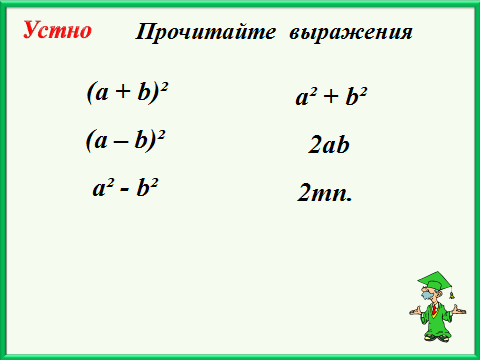 Устно Прочитайте выражения
(a + b)² a² + b²
(a – b)² 2ab
a² - b² 2mn.